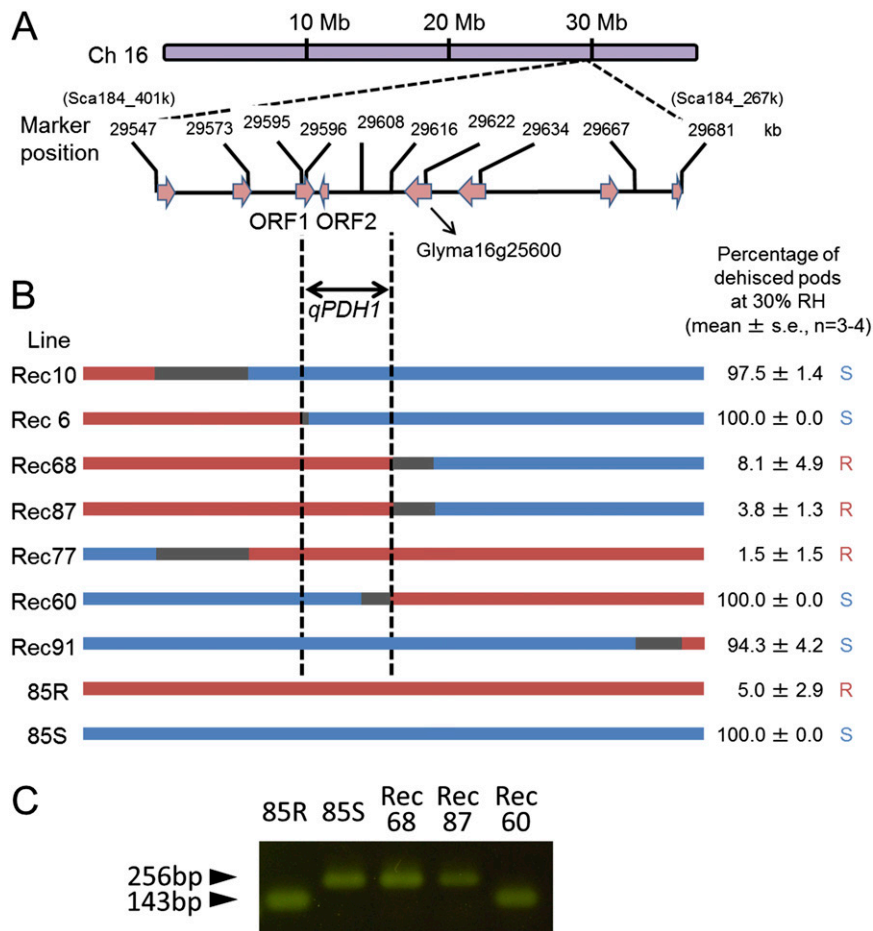 A
10 Mb 20 Mb 30 Mb
Ch 16
(Sca184_401k) (Sca184_267k)
Marker position
29547 29573 29595 29596 29608 29616 29622 29634 29667 29681 kb
ORF1 ORF2
Glyma16g25600
qPDH1
Percentage of
dehisced pods
at 30% RH
(mean ± s.e., n=3-4)
B
Line
Rec10 97.5 ± 1.4 S
Rec 6 100.0 ± 0.0 S
Rec68 8.1 ± 4.9 R
Rec87 3.8 ± 1.3 R
Rec77 1.5 ± 1.5 R
Rec60 100.0 ± 0.0 S
Rec91 94.3 ± 4.2 S
85R 5.0 ± 2.9 R
85S 100.0 ± 0.0 S
C
85R 85S Rec 68 Rec 87 Rec 60
256bp
143bp